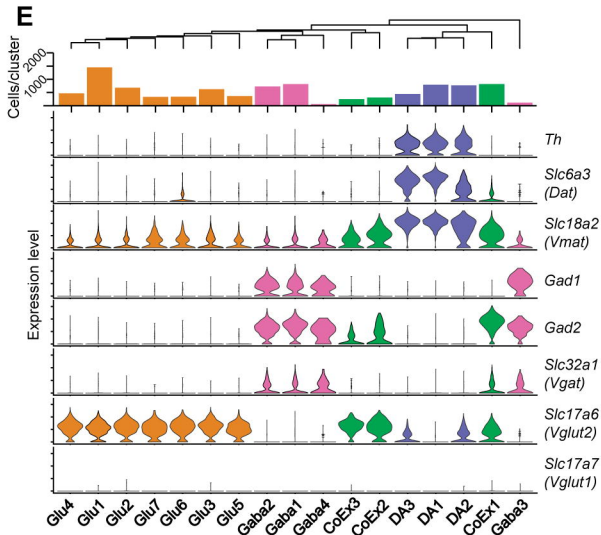 E
Cells/cluster
2000
1000
Th
Slc6a3
(Dat)
Slc18a2
(Vmat)
Gad1
Expression level
Gad2
Slc32a1
(Vgat)
Slc17a6
(Vglut2)
Slc17a7
(Vglut1)
Glu4
Glu1
Glu2
Glu7
Glu6
Glu3
Glu5
Gaba2
Gaba1
Gaba4
CoEx3
CoEx2
DA3
DA1
DA2
CoEx1
Gaba3